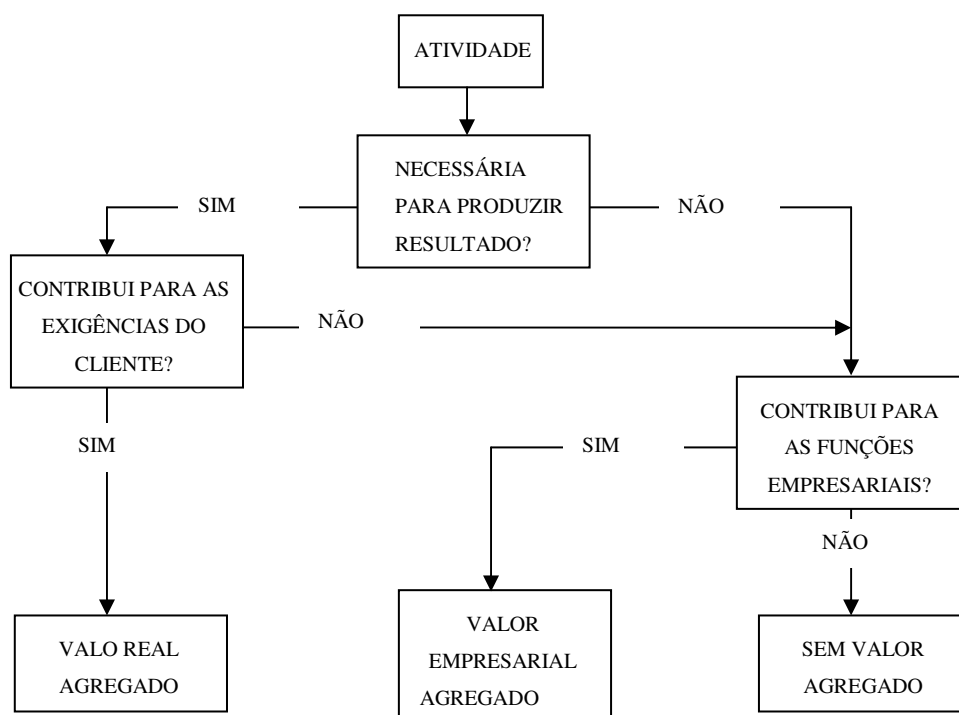 ATIVIDADE
NECESSÁRIA
PARA PRODUZIR
RESULTADO?
SIM
NÃO
CONTRIBUI PARA AS
EXIGÊNCIAS DO
CLIENTE?
NÃO
CONTRIBUI PARA
AS FUNÇÕES
EMPRESARIAIS?
SIM
SIM
NÃO
VALO REAL
AGREGADO
VALOR
EMPRESARIAL
AGREGADO
SEM VALOR
AGREGADO